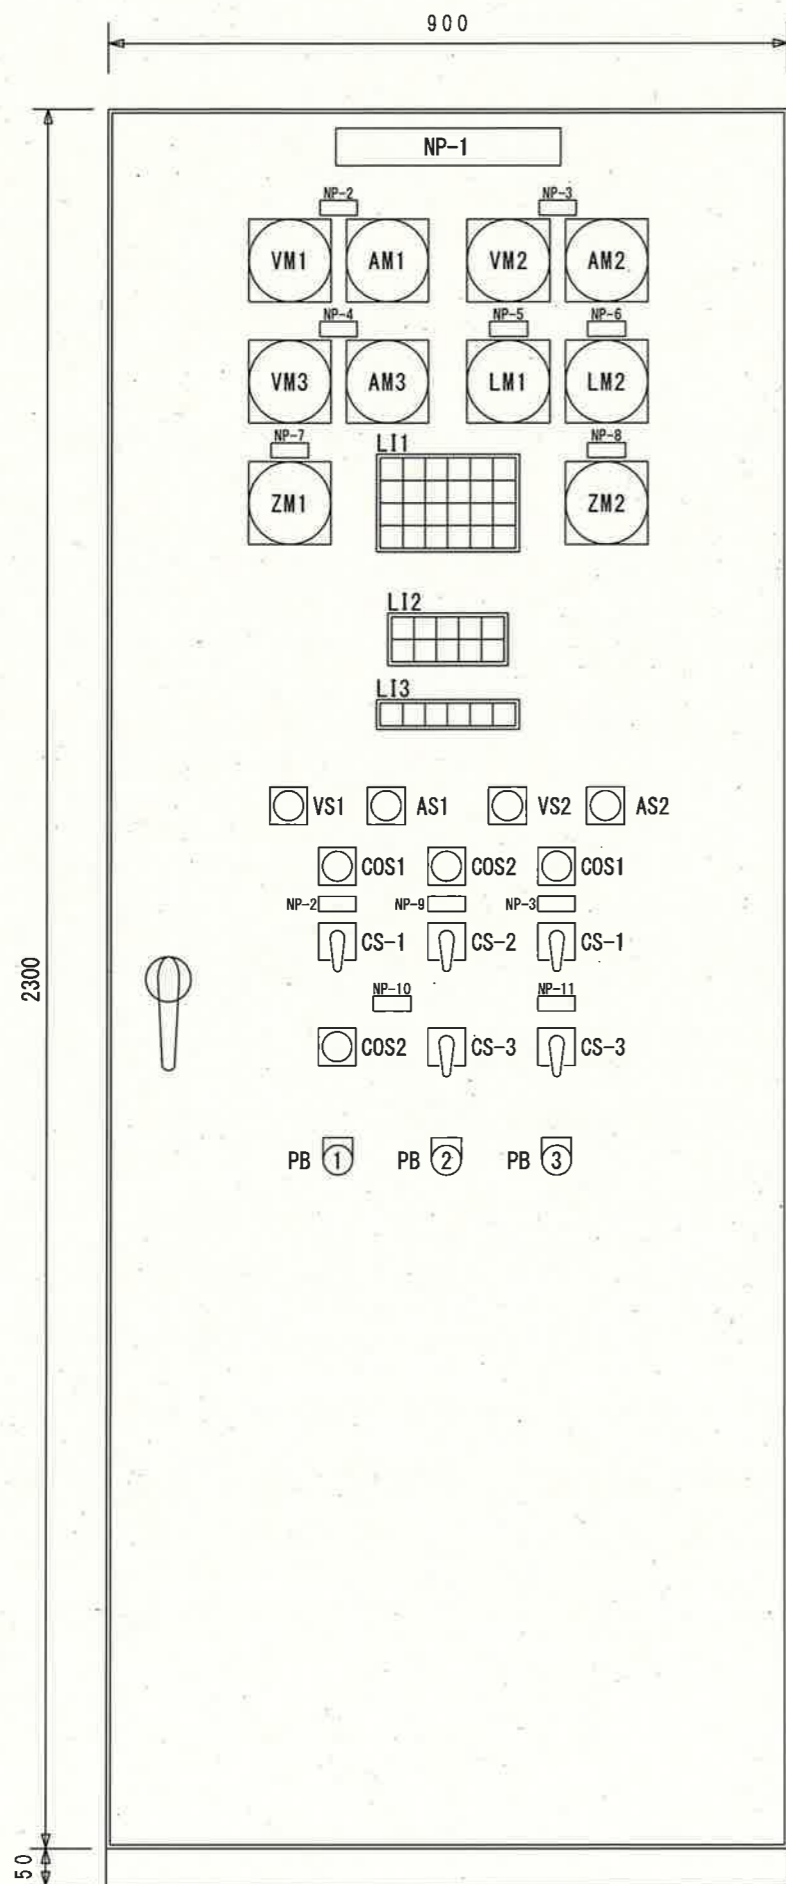 900
NP-1
NP-2 NP-3
VM1 AM1 VM2 AM2
NP-4 NP-5 NP-6
VM3 AM3 LM1 LM2
NP-7 LI1 NP-8
ZM1 ZM2
LI2
LI3
VS1 AS1 VS2 AS2
COS1 COS2 COS1
NP-2 NP-9 NP-3
CS-1 CS-2 CS-1
2300
NP-10 NP-11
COS2 CS-3 CS-3
PB 1 PB 2 PB 3
50